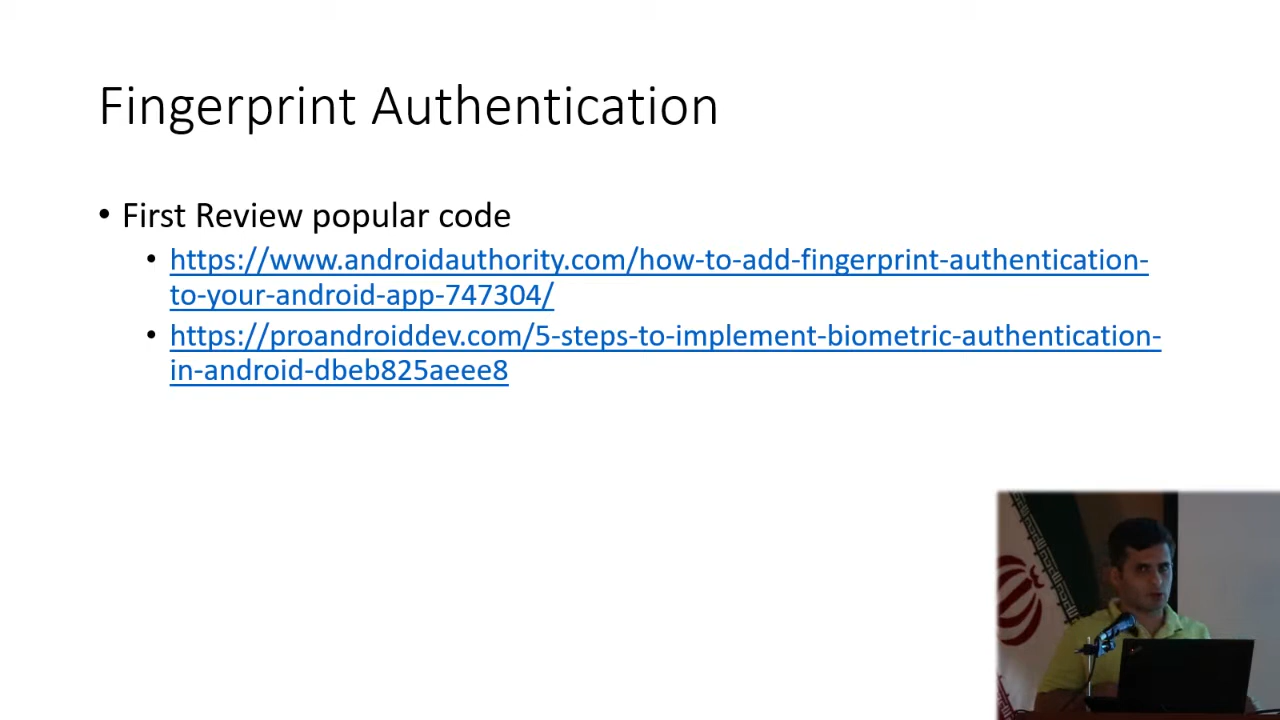 Fingerprint Authentication
• First Review popular code
• https://www.androidauthority.com/how-to-add-fingerprint-authentication-
to-your-android-app-747304/
• https://proandroiddev.com/5-steps-to-implement-biometric-authentication-
in-android-dbeb825aeee8